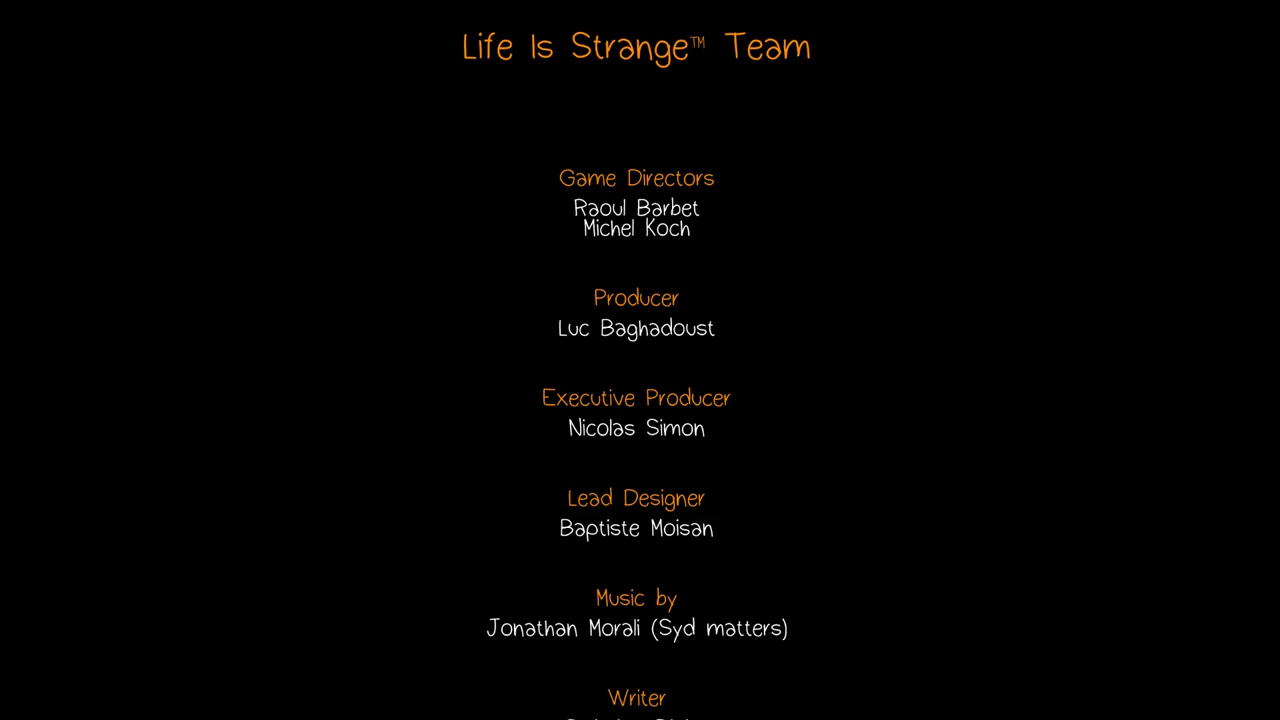 Life Is Strange™ Team
Game Directors
Raoul Barbet
Michel Koch
Producer
Luc Baghadoust
Executive Producer
Nicolas Simon
Lead Designer
Baptiste Moisan
Music by
Jonathan Morali (Syd matters)
Writer